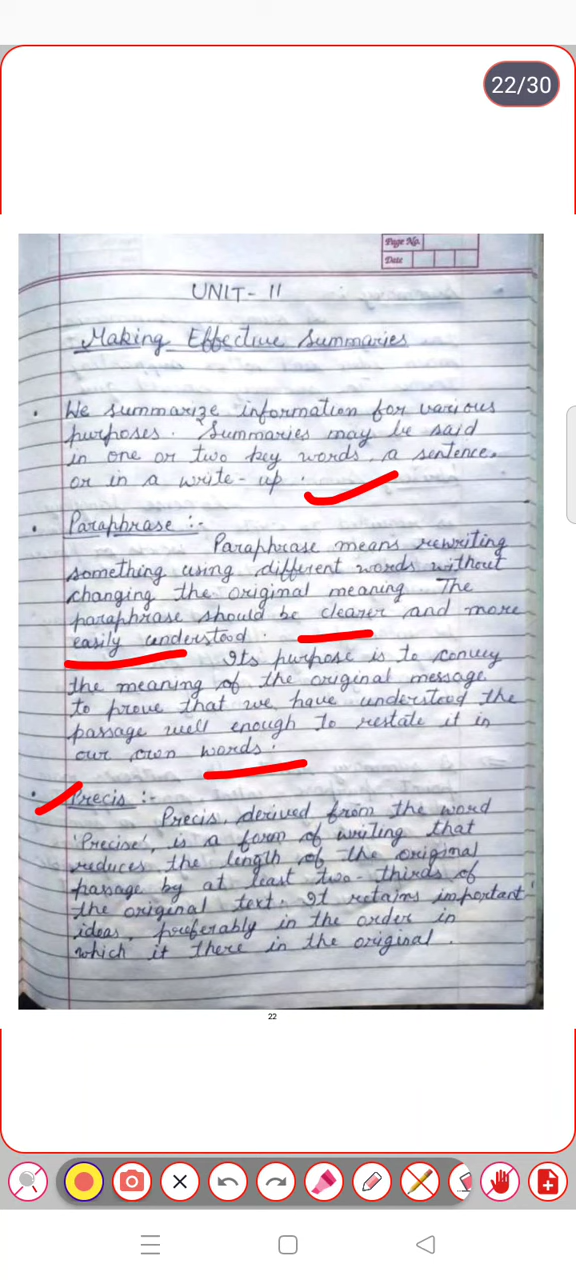 22/30
Page No.
Date
UNIT - 11
Making Effective Summaries
We summarize information for various
purposes. Summaries may be said
in one or two key words a sentence.
or in a write-up.
Paraphrase :-
Paraphrase means rewriting
something using different words without
changing the original meaning. The
paraphrase should be clearer and more
easily understood.
Its purpose is to convey
the meaning of the original message.
to prove that we have understood the
passage well enough to restate it in
our own words.
Precis :-
Precis, derived from the word
'Precise', is a form of writing that
reduces the length of the original
passage by at least two-thirds of
the original text. It retains important
ideas, preferably in the order in
which it there in the original.
22